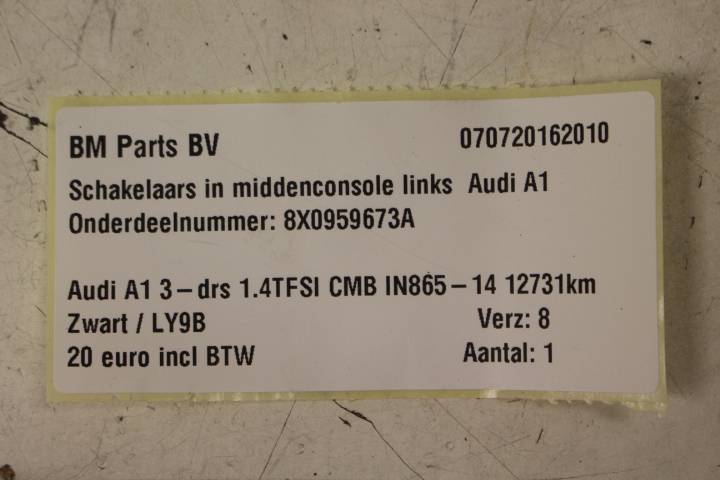 BM Parts BV 070720162010
Schakelaars in middenconsole links Audi A1
Onderdeelnummer: 8X0959673A
Audi A1 3-drs 1.4TFSI CMB IN865-14 12731km
Zwart / LY9B Verz: 8
20 euro incl BTW Aantal: 1